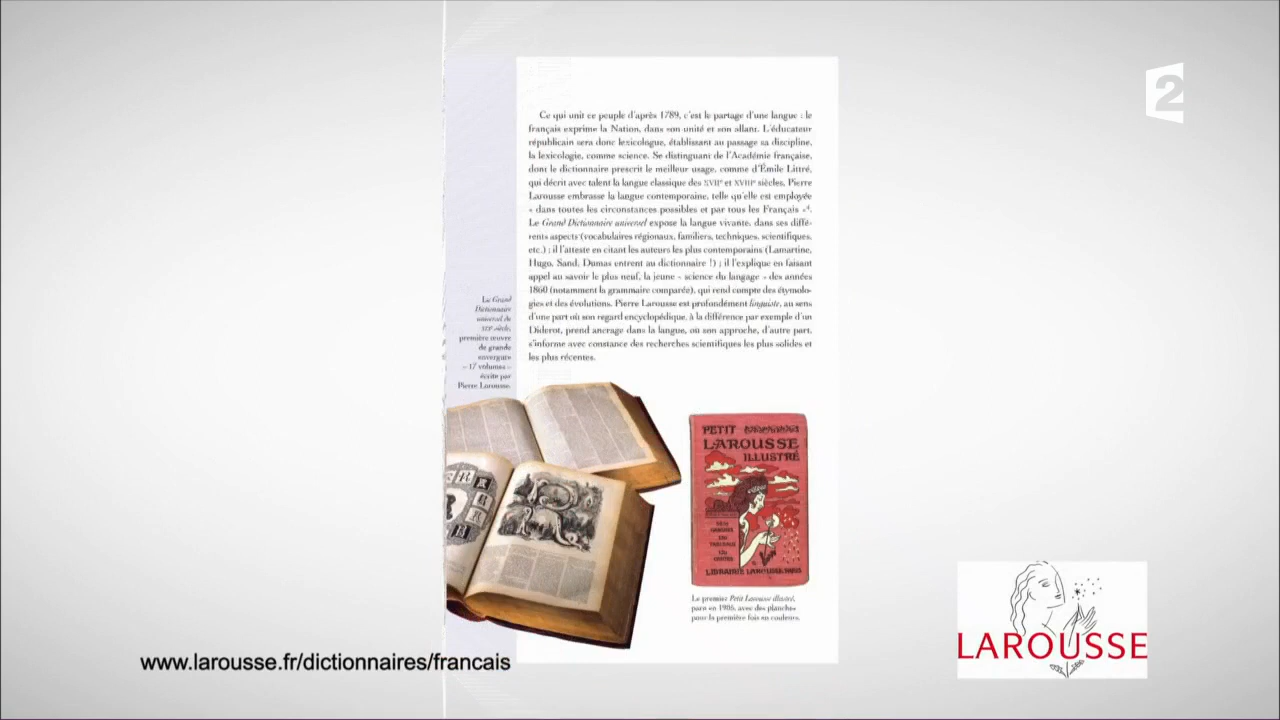 2
Ce qui unit ce peuple d'après 1789, c'est le partage d'une langue : le
français exprime la Nation, dans son unité et son allant. L'éducateur
républicain sera donc lexicologue, établissant au passage sa discipline,
la lexicologie, comme science. Se distinguant de l'Académie française,
dont le dictionnaire prescrit le meilleur usage, comme d'Émile Littré,
qui décrit avec talent la langue classique des XVIIe et XVIIIe siècles, Pierre
Larousse embrasse la langue contemporaine, telle qu'elle est employée
« dans toutes les circonstances possibles et par tous les Français »4.
Le Grand Dictionnaire universel expose la langue vivante, dans ses diffé-
rents aspects (vocabulaires régionaux, familiers, techniques, scientifiques,
etc.) ; il l'atteste en citant les auteurs les plus contemporains (Lamartine,
Hugo, Sand, Dumas entrent au dictionnaire !) ; il l'explique en faisant
appel au savoir le plus neuf, la jeune « science du langage » des années
1860 (notamment la grammaire comparée), qui rend compte des étymolo-
gies et des évolutions. Pierre Larousse est profondément linguiste, au sens
d'une part où son regard encyclopédique, à la différence par exemple d'un
Diderot, prend ancrage dans la langue, où son approche, d'autre part,
s'informe avec constance des recherches scientifiques les plus solides et
les plus récentes.
Le Grand
Dictionnaire
universel du
XIXe siècle,
première œuvre
de grande
envergure
– 17 volumes –
écrite par
Pierre Larousse.
PETIT
LAROUSSE
ILLUSTRÉ
LIBRAIRIE LAROUSSE, PARIS
Le premier Petit Larousse illustré,
paru en 1905, avec des planches
pour la première fois en couleurs.
www.larousse.fr/dictionnaires/francais
LAROUSSE